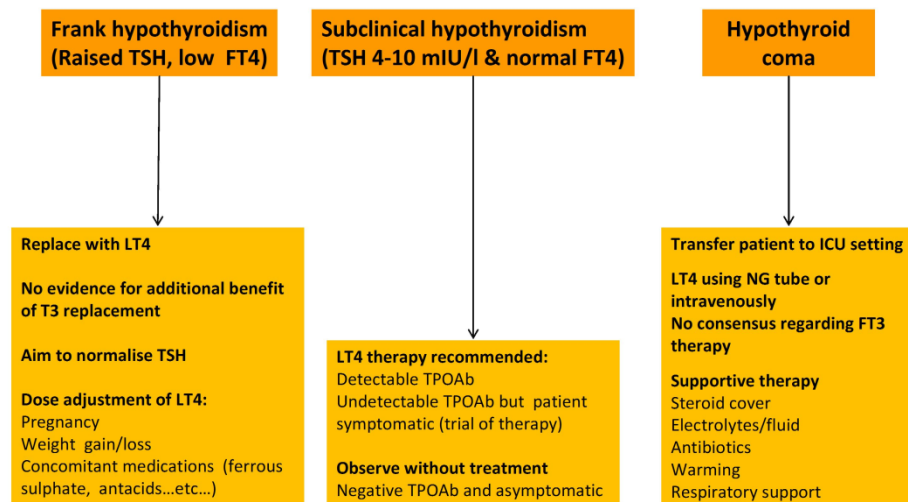 Frank hypothyroidism
(Raised TSH, low FT4)
Subclinical hypothyroidism
(TSH 4-10 mIU/l & normal FT4)
Hypothyroid
coma
Replace with LT4
No evidence for additional benefit
of T3 replacement
Aim to normalise TSH
Dose adjustment of LT4:
Pregnancy
Weight gain/loss
Concomitant medications (ferrous
sulphate, antacids...etc...)
LT4 therapy recommended:
Detectable TPOAb
Undetectable TPOAb but patient
symptomatic (trial of therapy)
Observe without treatment
Negative TPOAb and asymptomatic
Transfer patient to ICU setting
LT4 using NG tube or
intravenously
No consensus regarding FT3
therapy
Supportive therapy
Steroid cover
Electrolytes/fluid
Antibiotics
Warming
Respiratory support